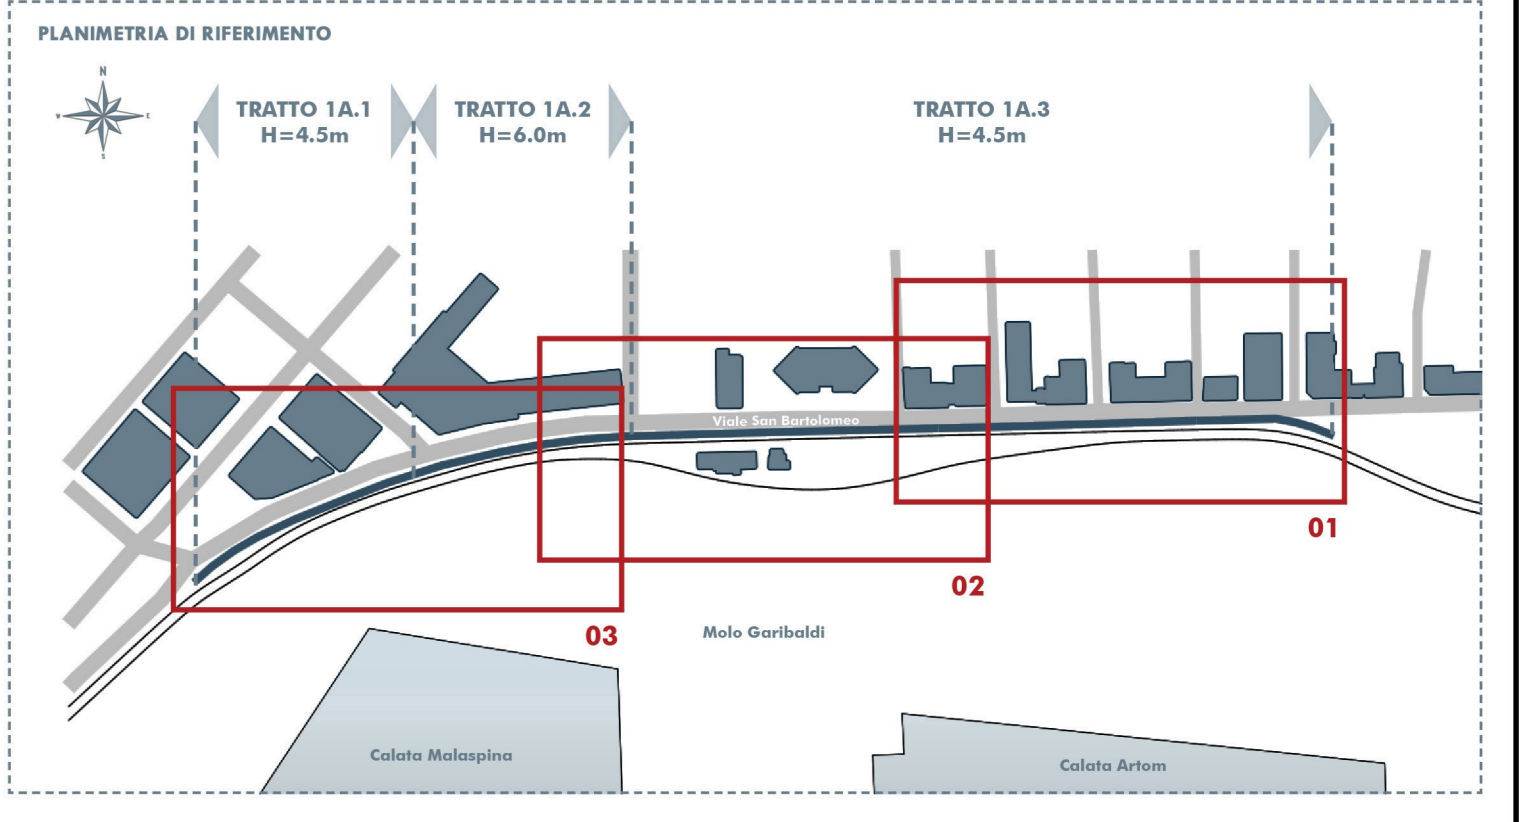 PLANIMETRIA DI RIFERIMENTO
N
W
E
S
TRATTO 1A.1
H=4.5m
TRATTO 1A.2
H=6.0m
TRATTO 1A.3
H=4.5m
Viale San Bartolomeo
01
02
03
Molo Garibaldi
Calata Malaspina
Calata Artom